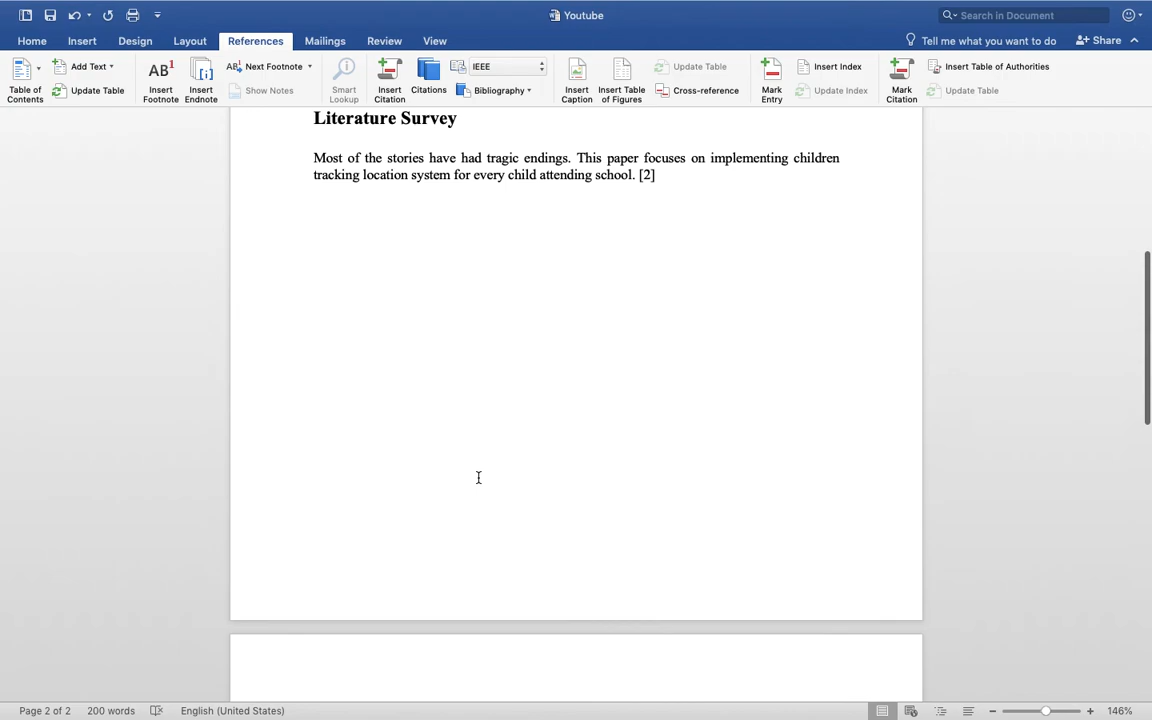 Youtube
Search in Document
Home Insert Design Layout References Mailings Review View
Tell me what you want to do
Share
Table of Contents
Add Text
Update Table
AB1
Insert Footnote
Insert Endnote
AB1 Next Footnote
Show Notes
Smart Lookup
Insert Citation
Citations
IEEE
Bibliography
Insert Caption
Insert Table of Figures
Update Table
Cross-reference
Mark Entry
Insert Index
Update Index
Mark Citation
Insert Table of Authorities
Update Table
Literature Survey
Most of the stories have had tragic endings. This paper focuses on implementing children
tracking location system for every child attending school. [2]
Page 2 of 2 200 words English (United States) 146%